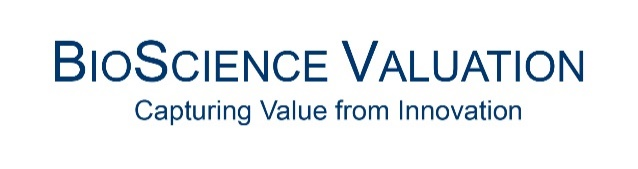 BIOSCIENCE VALUATION
Capturing Value from Innovation